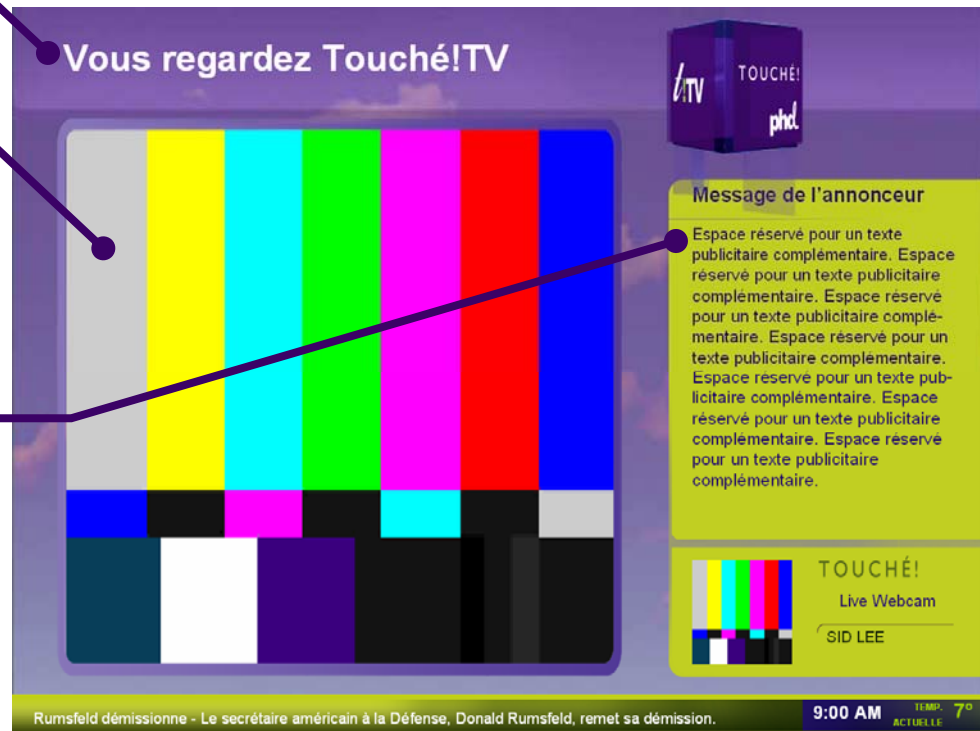 Vous regardez Touché!TV
t!TV
TOUCHÉ!
phd.
Message de l'annonceur
Espace réservé pour un texte
publicitaire complémentaire. Espace
réservé pour un texte publicitaire
complémentaire. Espace réservé
pour un texte publicitaire complé-
mentaire. Espace réservé pour un
texte publicitaire complémentaire.
Espace réservé pour un texte pub-
licitaire complémentaire. Espace
réservé pour un texte publicitaire
complémentaire. Espace réservé
pour un texte publicitaire
complémentaire.
TOUCHÉ!
Live Webcam
SID LEE
Rumsfeld démissionne - Le secrétaire américain à la Défense, Donald Rumsfeld, remet sa démission.
9:00 AM
TEMP. 7°
ACTUELLE